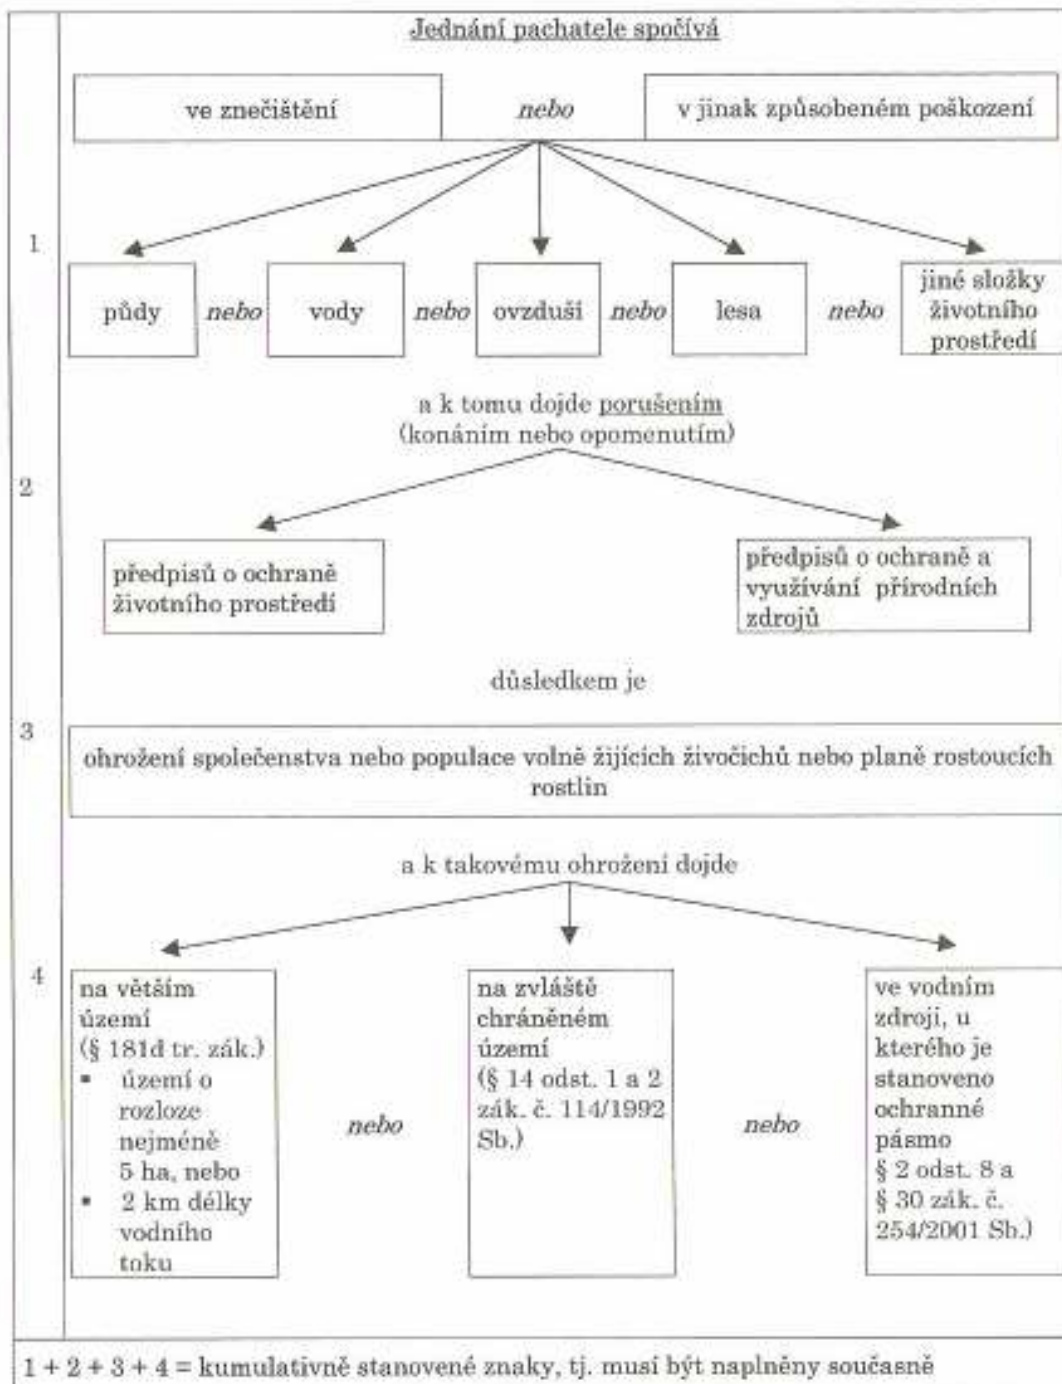 Jednání pachatele spočívá
ve znečištění nebo v jinak způsobeném poškození
1
půdy nebo vody nebo ovzduší nebo lesa nebo jiné složky
životního
prostředí
a k tomu dojde porušením
(konáním nebo opomenutím)
2
předpisů o ochraně
životního prostředí
předpisů o ochraně a
využívání přírodních
zdrojů
důsledkem je
3
ohrožení společenstva nebo populace volně žijících živočichů nebo planě rostoucích
rostlin
a k takovému ohrožení dojde
4
na větším
území
(§ 181d tr. zák.)
▪ území o
rozloze
nejméně
5 ha, nebo
▪ 2 km délky
vodního
toku
nebo
na zvláště
chráněném
území
(§ 14 odst. 1 a 2
zák. č. 114/1992
Sb.)
nebo
ve vodním
zdroji, u
kterého je
stanoveno
ochranné
pásmo
§ 2 odst. 8 a
§ 30 zák. č.
254/2001 Sb.)
1 + 2 + 3 + 4 = kumulativně stanovené znaky, tj. musí být naplněny současně